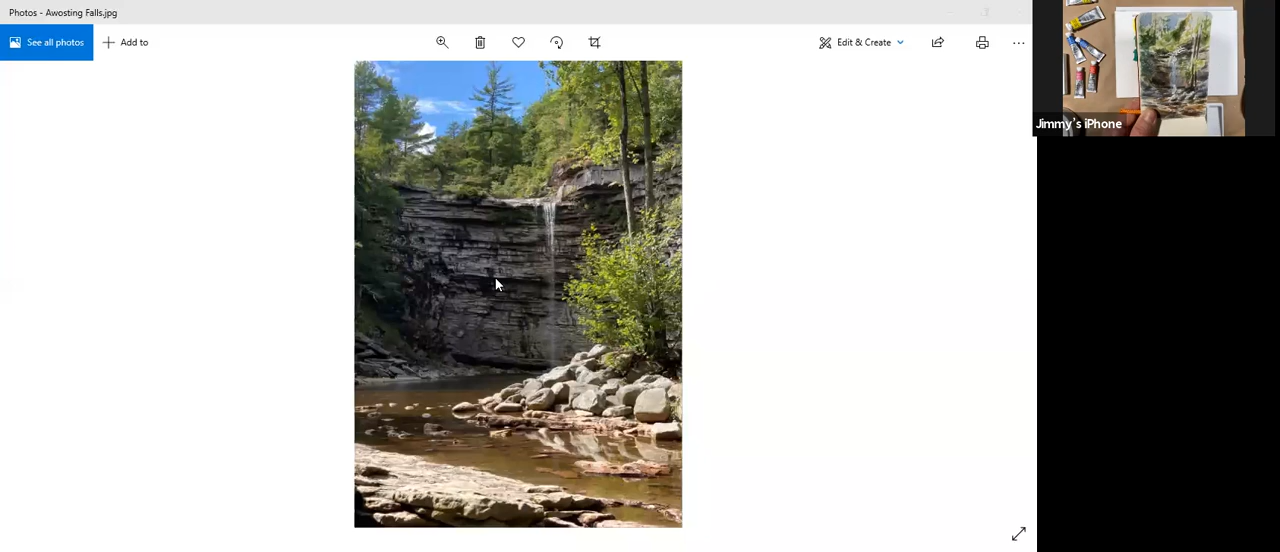 Photos - Awosting Falls.jpg
See all photos
Add to
Edit & Create
Jimmy's iPhone